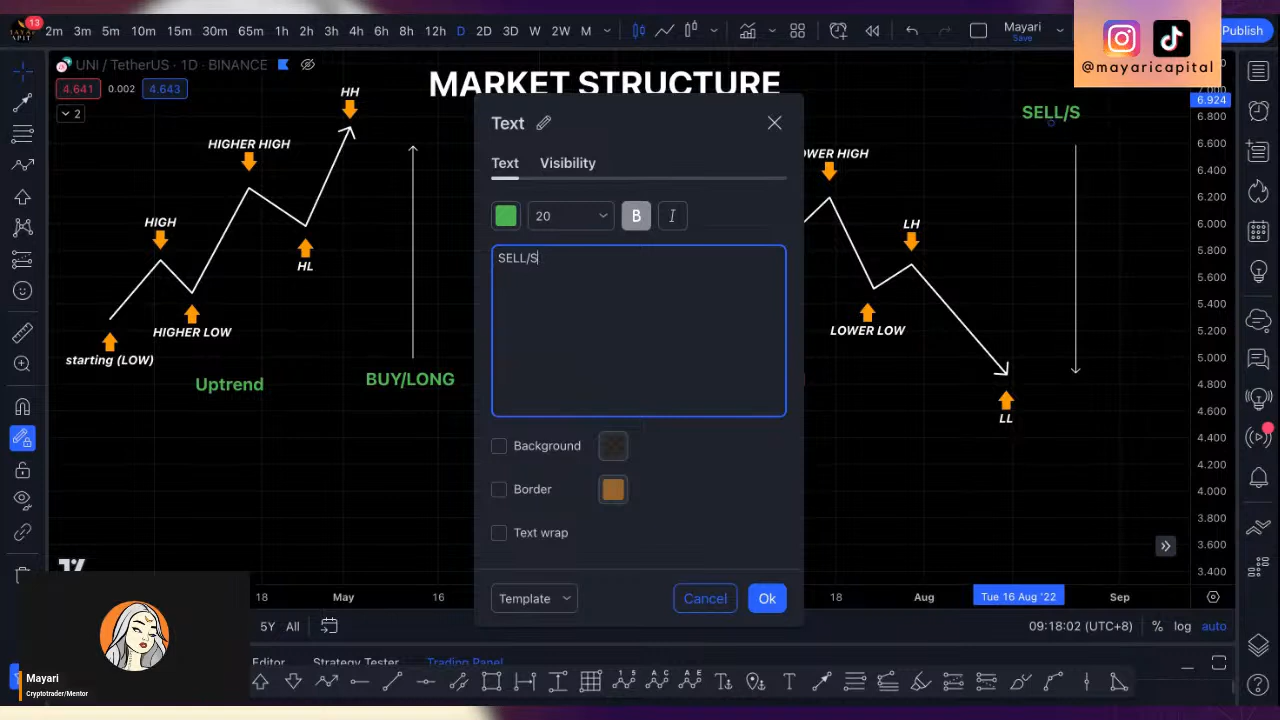 13
2m 3m 5m 10m 15m 30m 65m 1h 2h 3h 4h 6h 8h 12h D 2D 3D W 2W M
Mayari
Save
Publish
@mayaricapital
UNI / TetherUS · 1D · BINANCE
4.641 0.002 4.643
2
MARKET STRUCTURE
HH
HIGHER HIGH
HIGH
HL
HIGHER LOW
starting (LOW)
Uptrend
BUY/LONG
Text
Text Visibility
20 B I
SELL/S
Background
Border
Text wrap
Template Cancel Ok
OWER HIGH
LH
LOWER LOW
LL
SELL/S
7.000
6.924
6.800
6.600
6.400
6.200
6.000
5.800
5.600
5.400
5.200
5.000
4.800
4.600
4.400
4.200
4.000
3.800
3.600
3.400
18 May 16 18 Aug Tue 16 Aug '22 Sep
5Y All
09:18:02 (UTC+8) % log auto
Editor Strategy Tester Trading Panel
Mayari
Cryptotrader/Mentor